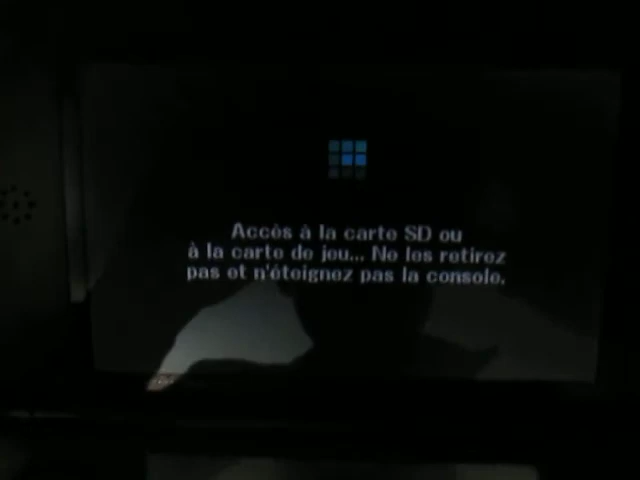 Accès à la carte SD ou
à la carte de jeu... Ne les retirez
pas et n'éteignez pas la console.